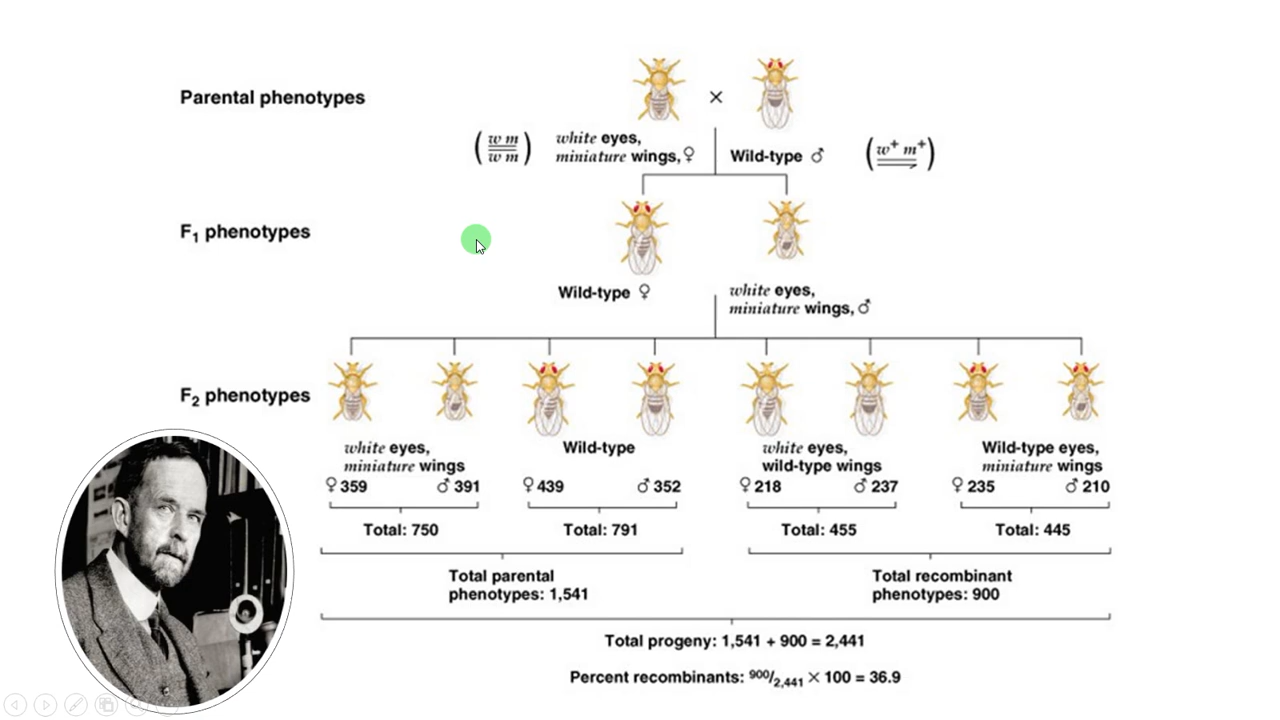 Parental phenotypes
×
( w m / w m )
white eyes,
miniature wings, ♀
Wild-type ♂
( w+ m+ )
F1 phenotypes
Wild-type ♀
white eyes,
miniature wings, ♂
F2 phenotypes
white eyes,
miniature wings
♀ 359 ♂ 391
Total: 750
Wild-type
♀ 439 ♂ 352
Total: 791
white eyes,
wild-type wings
♀ 218 ♂ 237
Total: 455
Wild-type eyes,
miniature wings
♀ 235 ♂ 210
Total: 445
Total parental
phenotypes: 1,541
Total recombinant
phenotypes: 900
Total progeny: 1,541 + 900 = 2,441
Percent recombinants: 900/2,441 × 100 = 36.9